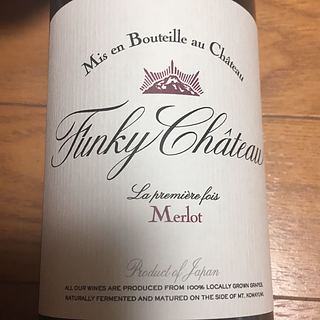 Mis en Bouteille au Château
Funky Château
La première fois
Merlot
Product of Japan
ALL OUR WINES ARE PRODUCED FROM 100% LOCALLY GROWN GRAPES.
NATURALLY FERMENTED AND MATURED ON THE SIDE OF MT.